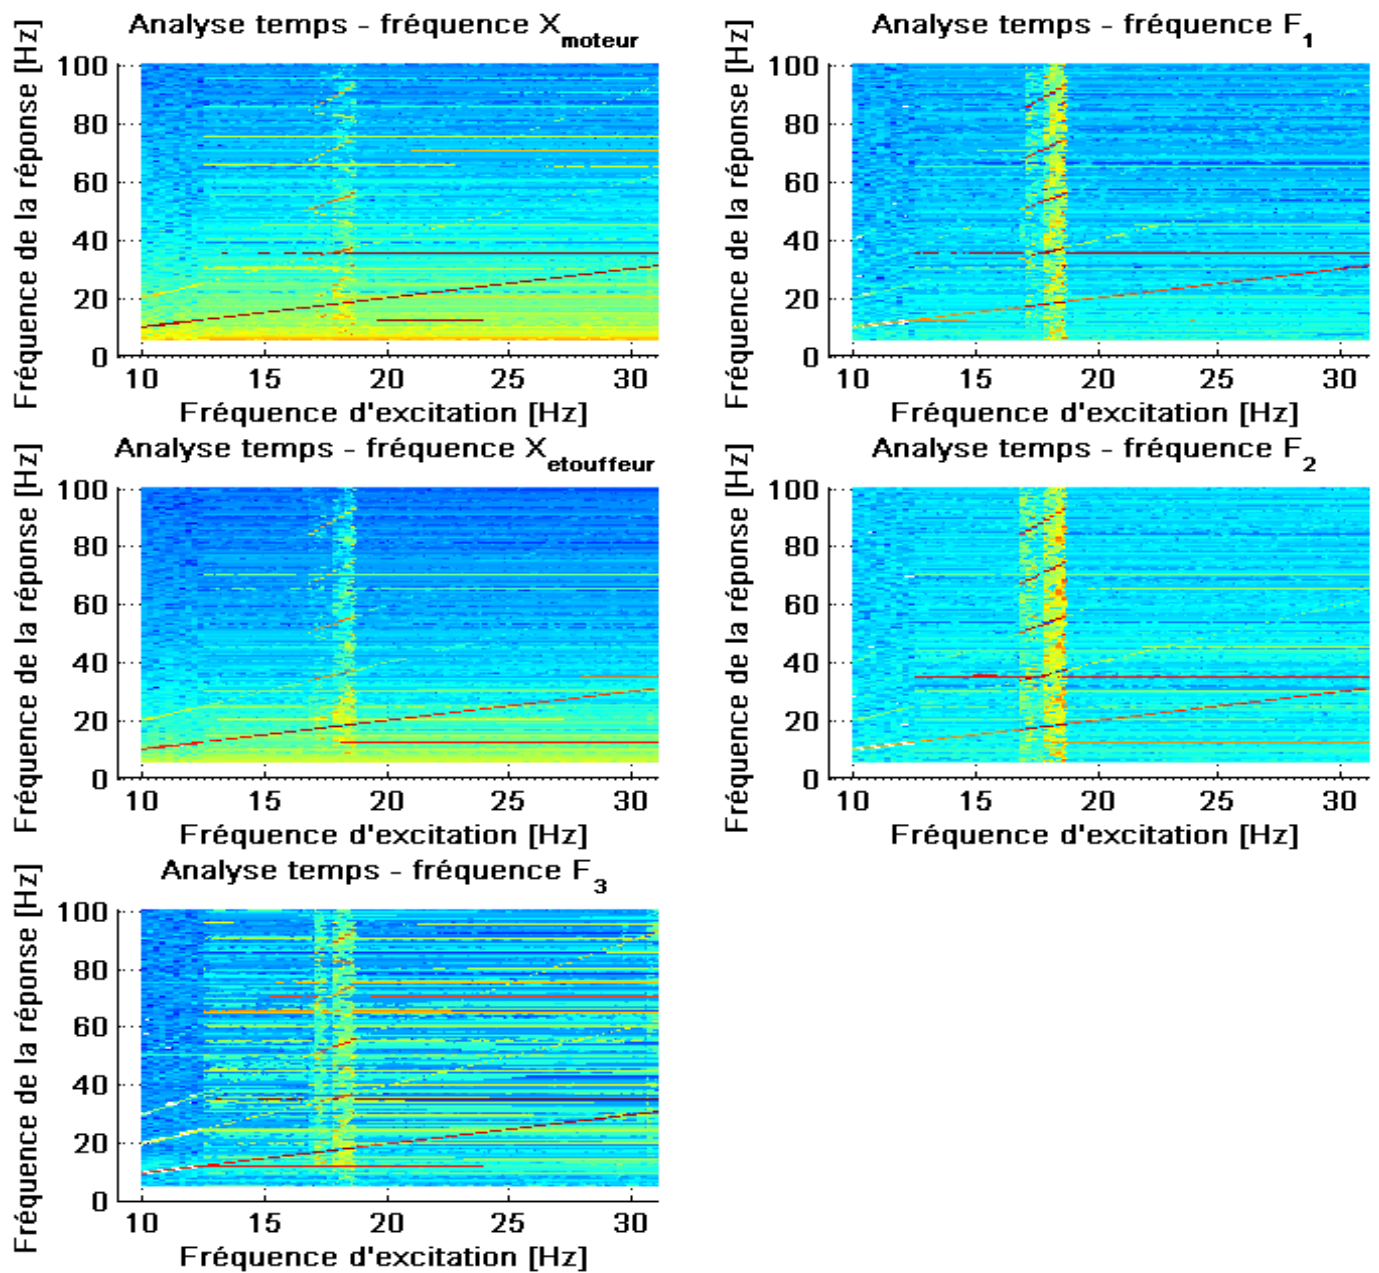 Analyse temps - fréquence X_moteur
Fréquence de la réponse [Hz]
100
80
60
40
20
0
10 15 20 25 30
Fréquence d'excitation [Hz]
Analyse temps - fréquence F_1
Fréquence de la réponse [Hz]
100
80
60
40
20
0
10 15 20 25 30
Fréquence d'excitation [Hz]
Analyse temps - fréquence X_etouffeur
Fréquence de la réponse [Hz]
100
80
60
40
20
0
10 15 20 25 30
Fréquence d'excitation [Hz]
Analyse temps - fréquence F_2
Fréquence de la réponse [Hz]
100
80
60
40
20
0
10 15 20 25 30
Fréquence d'excitation [Hz]
Analyse temps - fréquence F_3
Fréquence de la réponse [Hz]
100
80
60
40
20
0
10 15 20 25 30
Fréquence d'excitation [Hz]